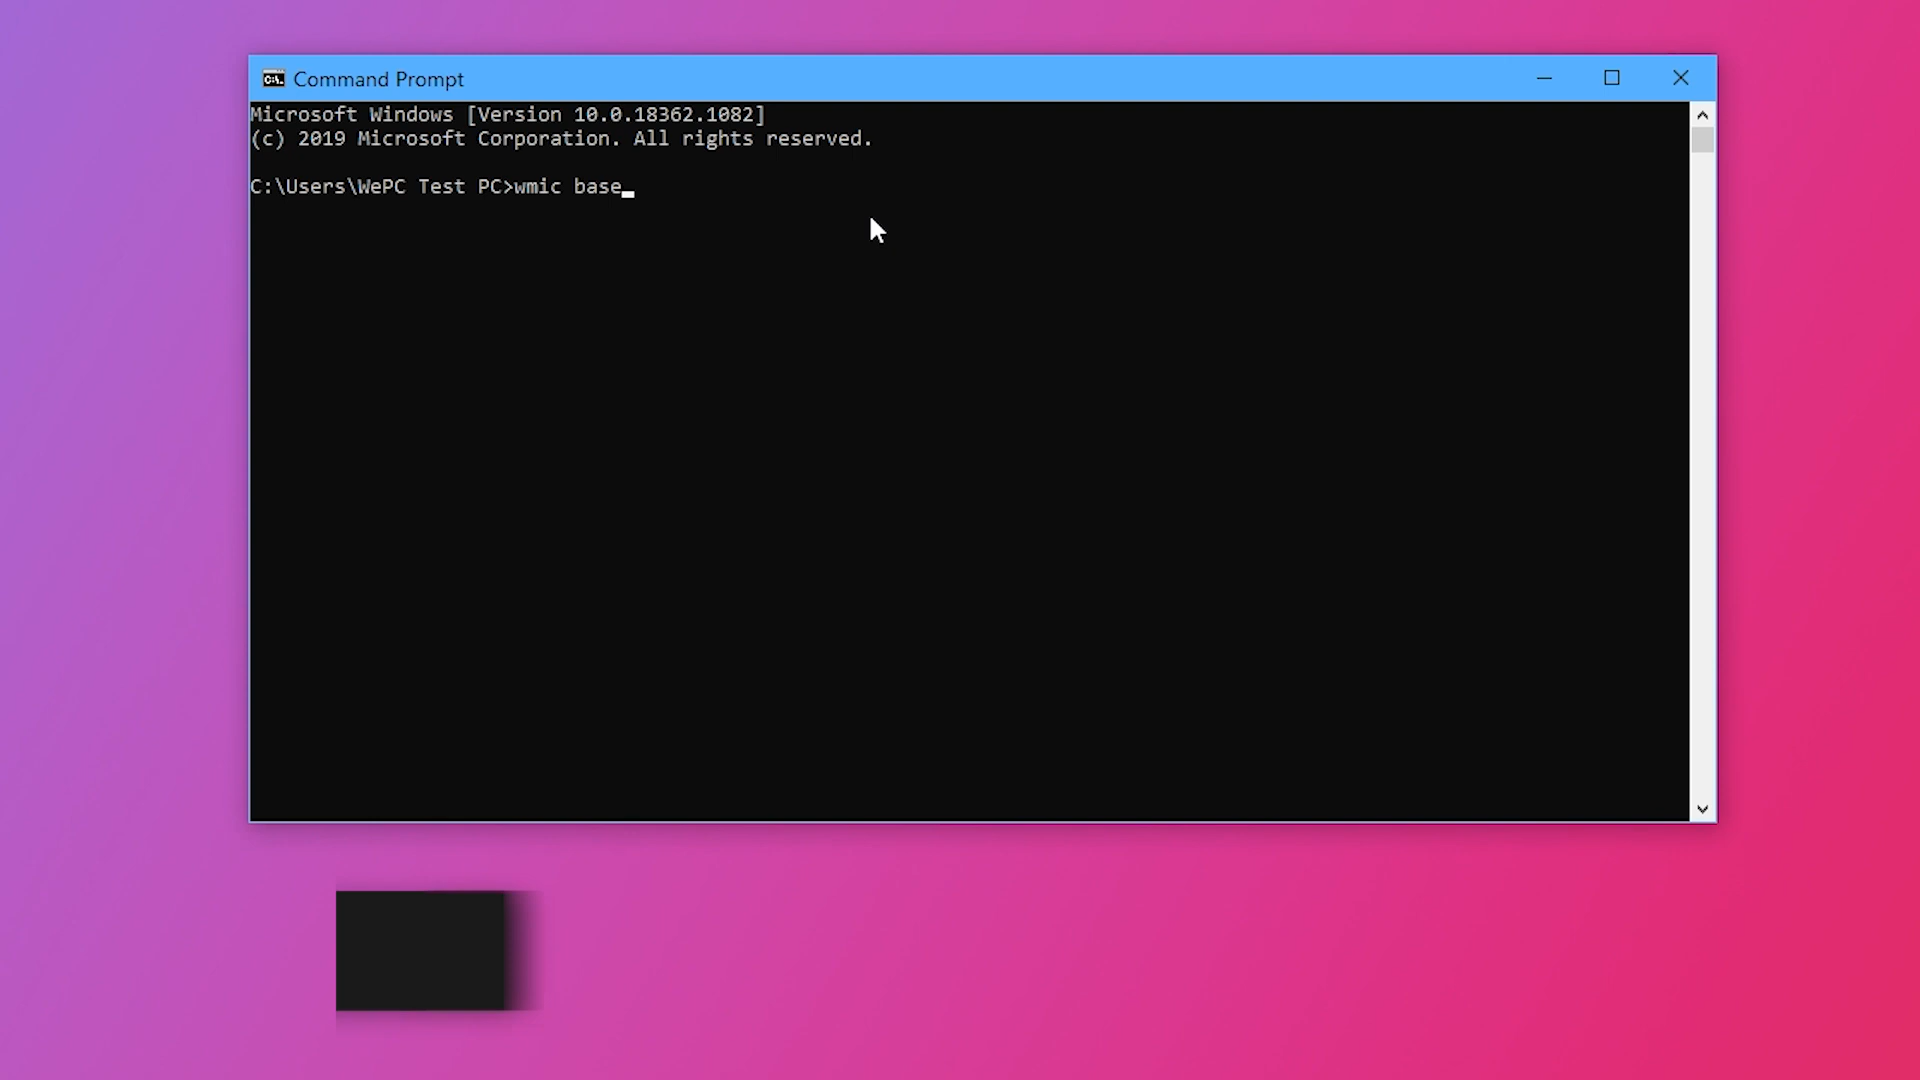 Command Prompt
Microsoft Windows [Version 10.0.18362.1082]
(c) 2019 Microsoft Corporation. All rights reserved.
C:\Users\WePC Test PC>wmic base